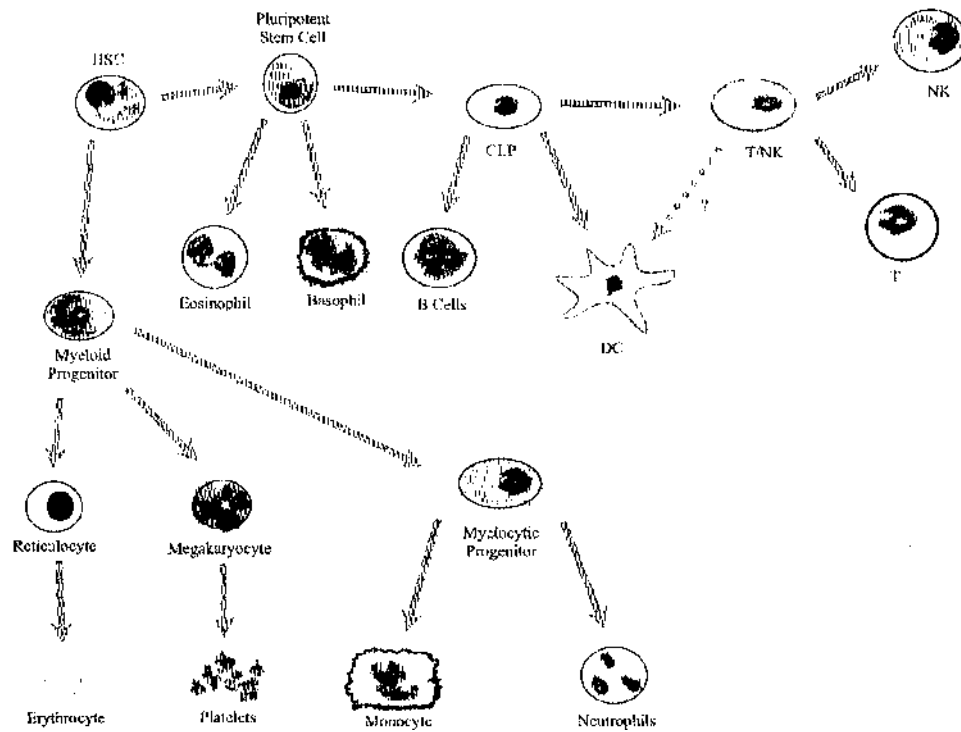 Pluripotent
Stem Cell
HSC
NK
CLP
T/NK
?
T
Eosinophil
Basophil
B Cells
DC
Myeloid
Progenitor
Reticulocyte
Megakaryocyte
Myelocytic
Progenitor
Erythrocyte
Platelets
Monocyte
Neutrophils